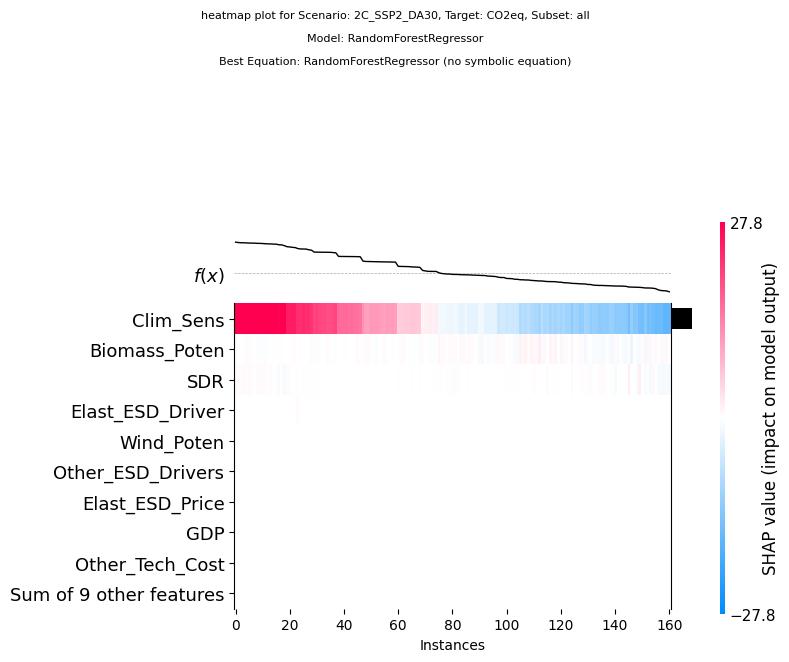 heatmap plot for Scenario: 2C_SSP2_DA30, Target: CO2eq, Subset: all
Model: RandomForestRegressor
Best Equation: RandomForestRegressor (no symbolic equation)
27.8
f(x)
Clim_Sens
Biomass_Poten
SDR
Elast_ESD_Driver
Wind_Poten
Other_ESD_Drivers
Elast_ESD_Price
GDP
Other_Tech_Cost
Sum of 9 other features
SHAP value (impact on model output)
−27.8
0 20 40 60 80 100 120 140 160
Instances